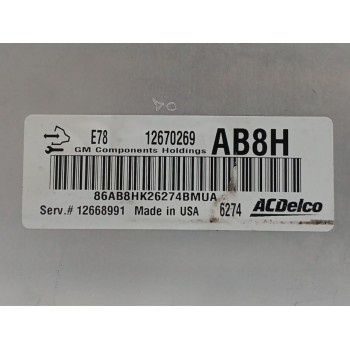 E78 12670269 AB8H
GM Components Holdings
86AB8HK26274BMUA
Serv.# 12668991 Made in USA 6274 ACDelco